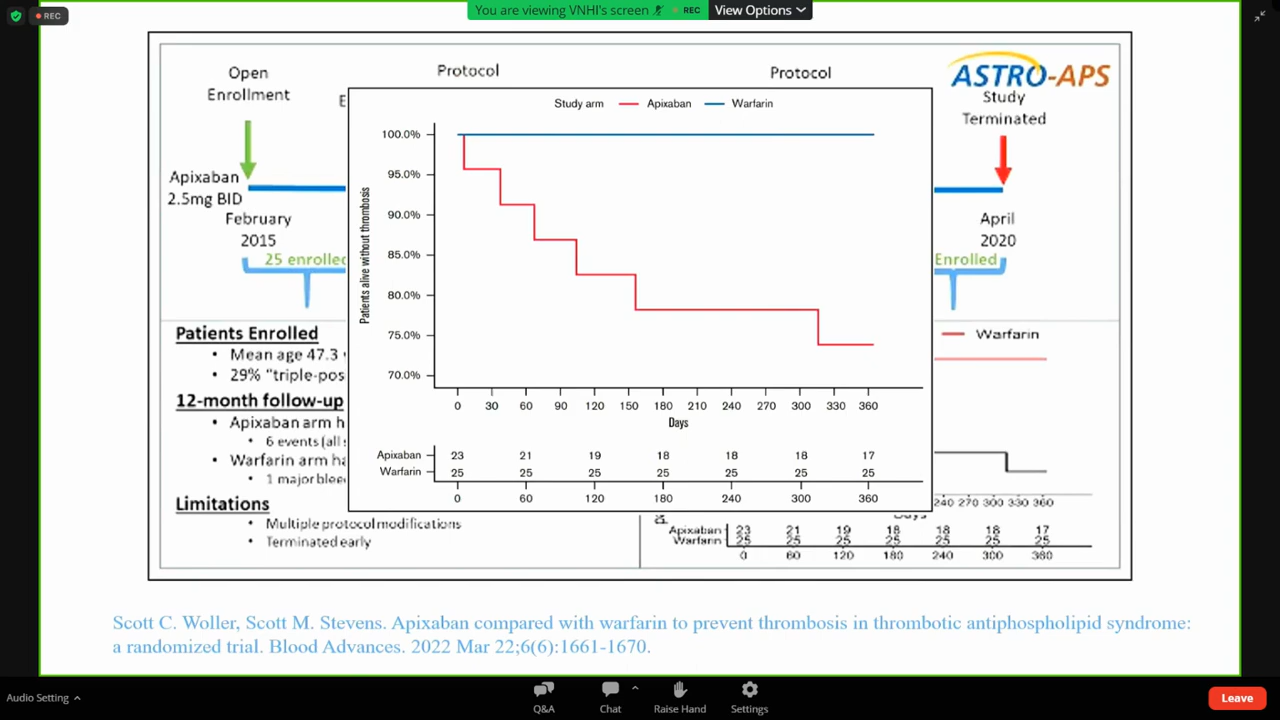 You are viewing VNHI's screen
REC
View Options
REC
Open
Enrollment
Protocol
Protocol
ASTRO-APS
Study
Terminated
Apixaban
2.5mg BID
February
2015
25 enrolled
April
2020
Enrolled
Study arm Apixaban Warfarin
Patients alive without thrombosis
100.0%
95.0%
90.0%
85.0%
80.0%
75.0%
70.0%
0 30 60 90 120 150 180 210 240 270 300 330 360
Days
Apixaban 23 21 19 18 18 18 17
Warfarin 25 25 25 25 25 25 25
0 60 120 180 240 300 360
Patients Enrolled
• Mean age 47.3
• 29% "triple-pos
12-month follow-up
• Apixaban arm h
• 6 events (all
• Warfarin arm ha
• 1 major blee
Limitations
• Multiple protocol modifications
• Terminated early
Warfarin
240 270 300 330 360
Days
Apixaban 23 21 19 18 18 18 17
Warfarin 25 25 25 25 25 25 25
0 60 120 180 240 300 360
Scott C. Woller, Scott M. Stevens. Apixaban compared with warfarin to prevent thrombosis in thrombotic antiphospholipid syndrome:
a randomized trial. Blood Advances. 2022 Mar 22;6(6):1661-1670.
Audio Setting
Q&A
Chat
Raise Hand
Settings
Leave